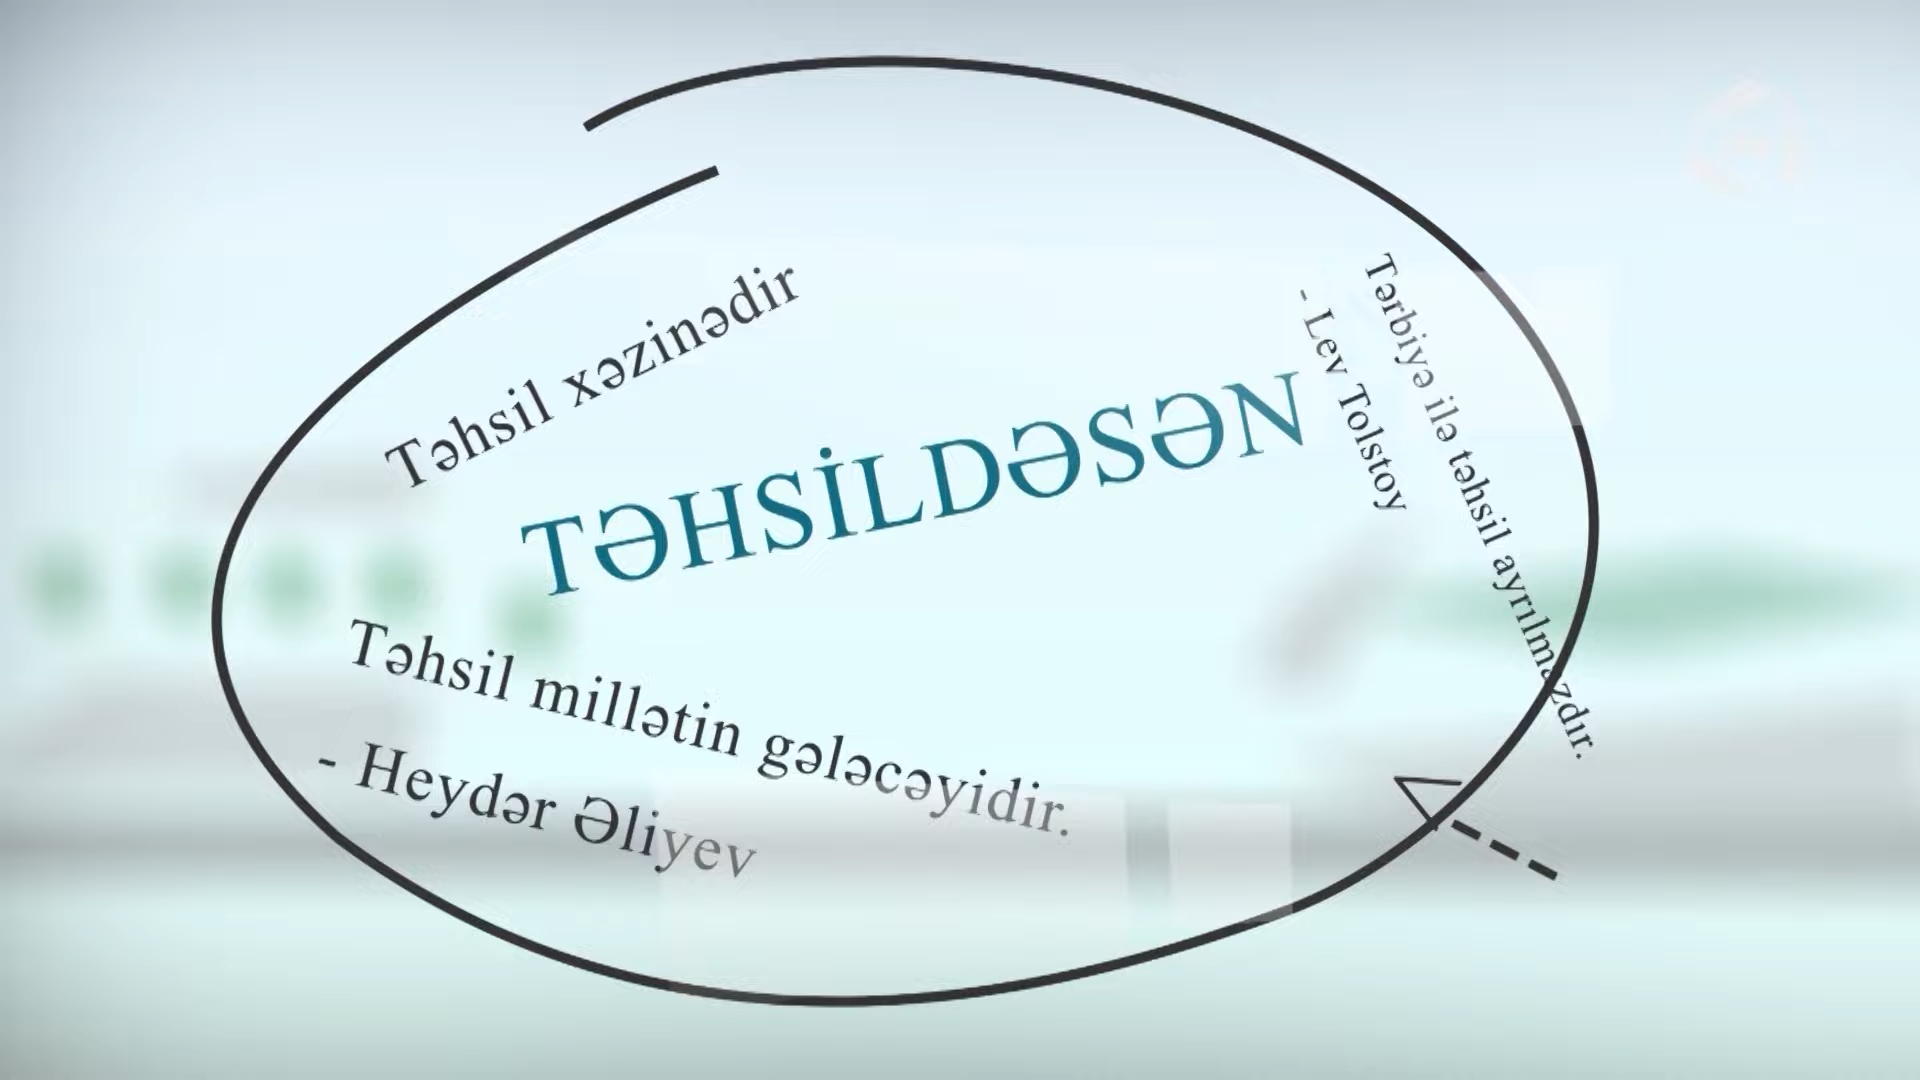 Təhsil xəzinədir
TƏHSİLDƏSƏN
Tərbiyə ilə təhsil ayrılmazdır.
- Lev Tolstoy
Təhsil millətin gələcəyidir.
- Heydər Əliyev